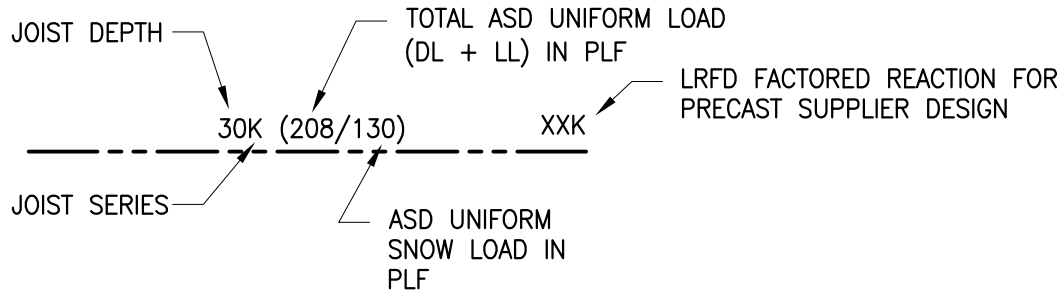 JOIST DEPTH
TOTAL ASD UNIFORM LOAD
(DL + LL) IN PLF
LRFD FACTORED REACTION FOR
PRECAST SUPPLIER DESIGN
30K (208/130)
XXK
JOIST SERIES
ASD UNIFORM
SNOW LOAD IN
PLF